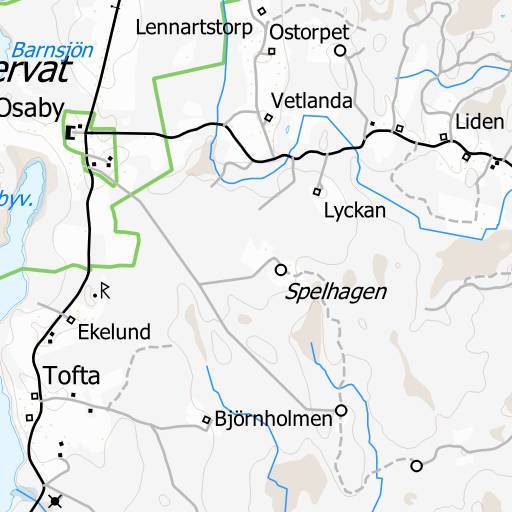 Lennartstorp
Ostorpet
Barnsjön
ervat
Osaby
Vetlanda
Liden
byv.
Lyckan
Spelhagen
R
Ekelund
Tofta
Björnholmen